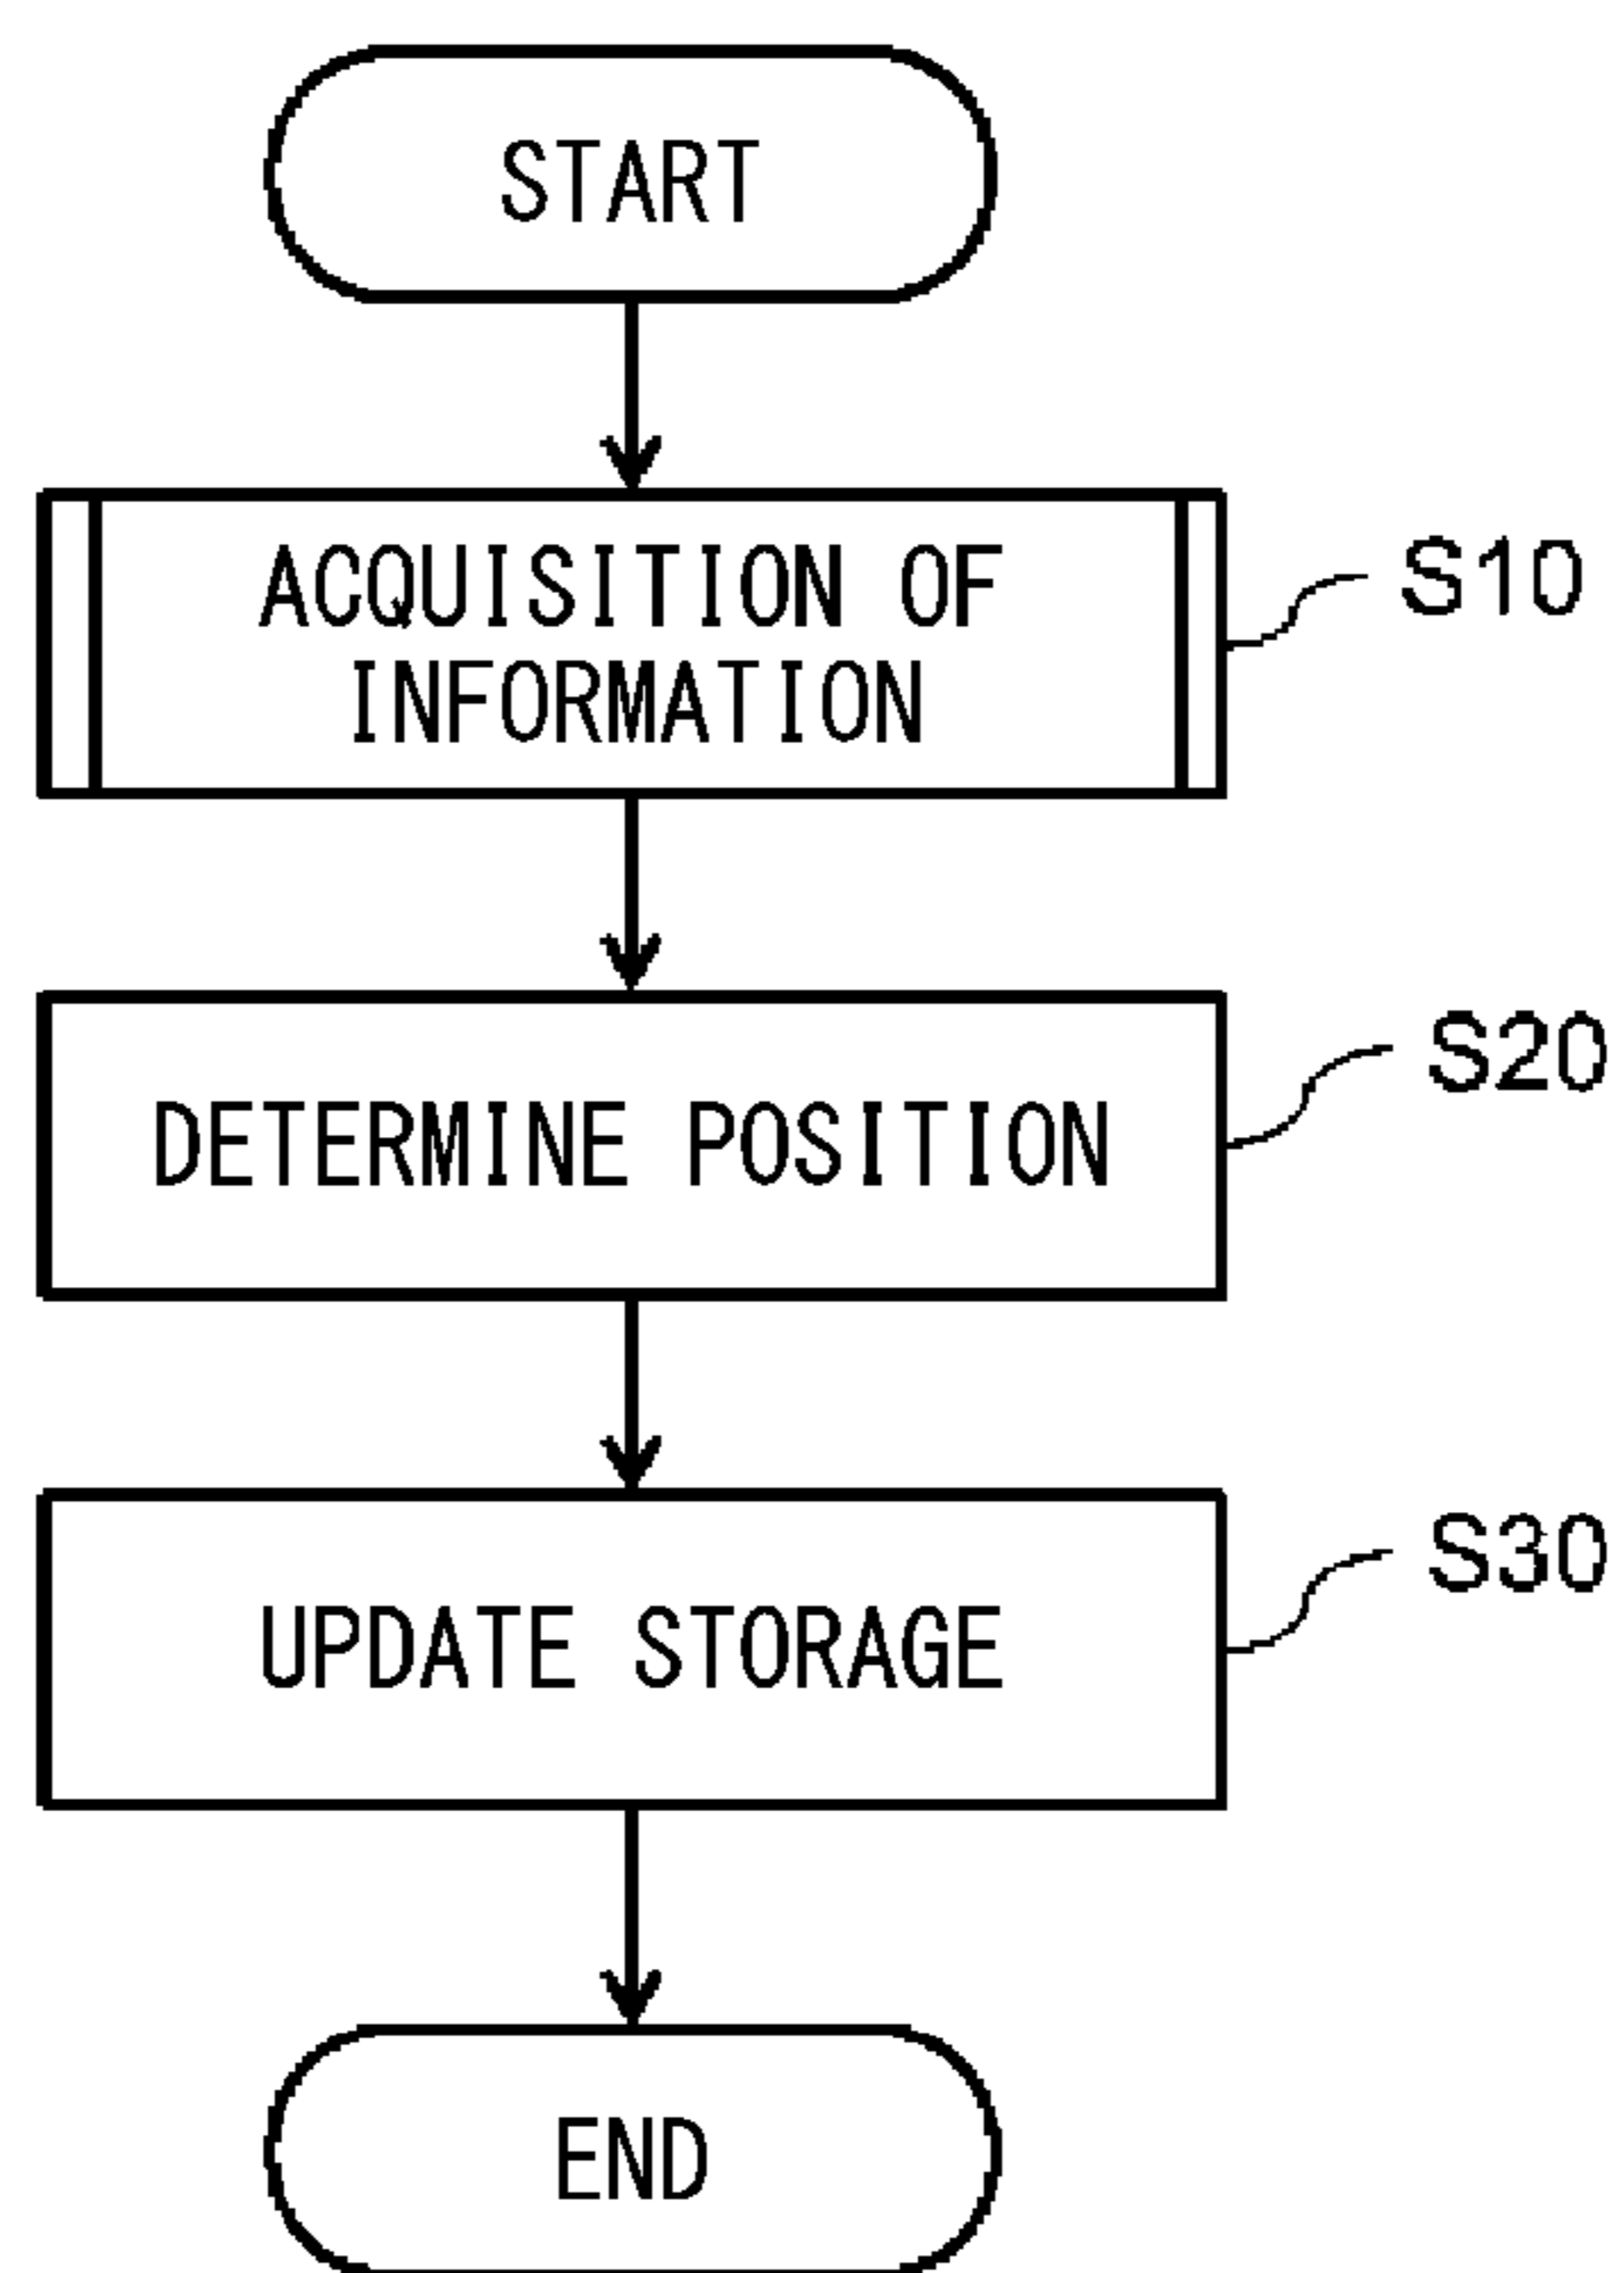 START
ACQUISITION OF
INFORMATION
S10
DETERMINE POSITION
S20
UPDATE STORAGE
S30
END